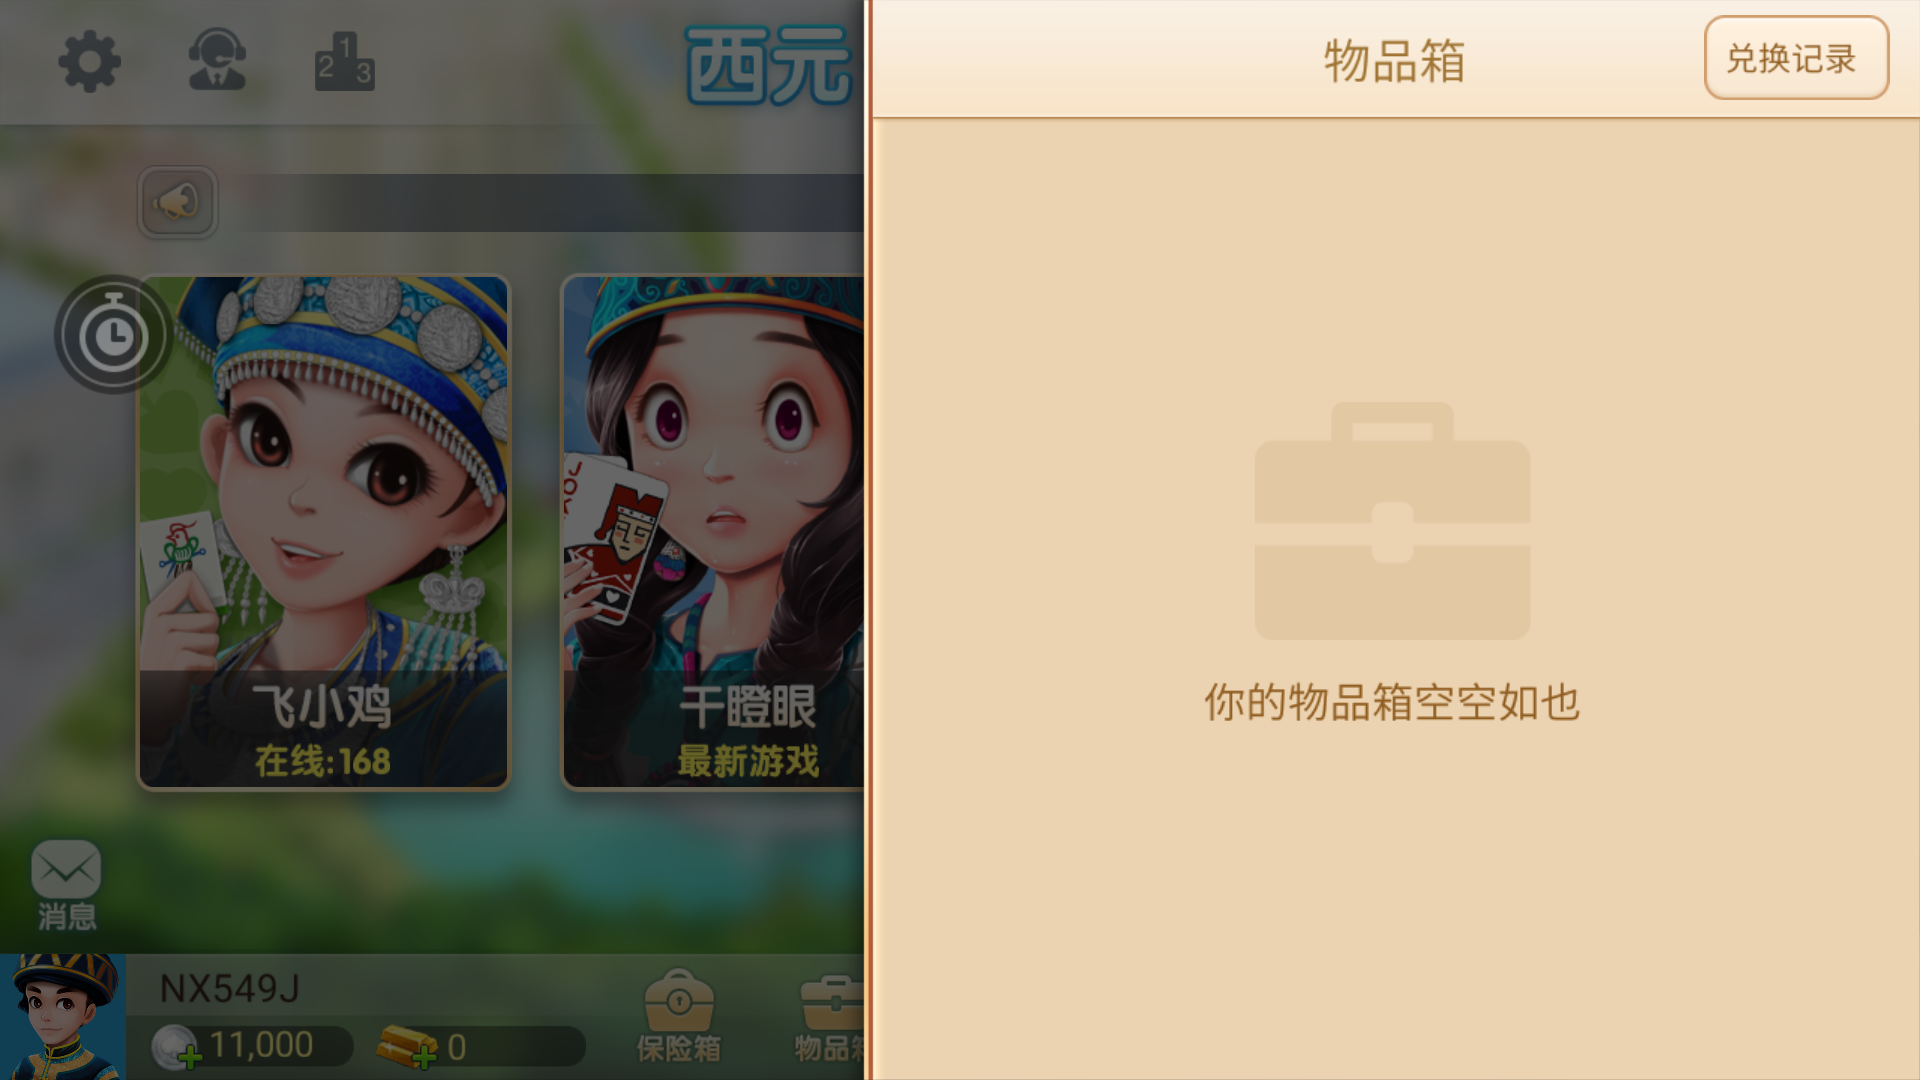 1
2
3
西元
物品箱
兑换记录
J
O
K
飞小鸡
在线:168
干瞪眼
最新游戏
你的物品箱空空如也
消息
NX549J
11,000
0
保险箱
物品箱